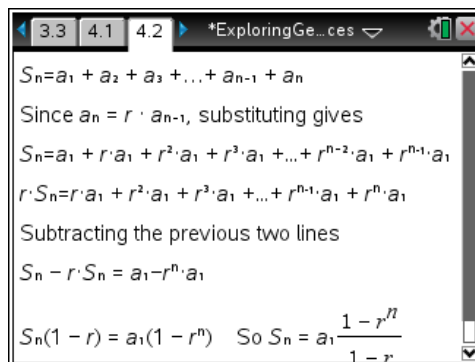 3.3 4.1 4.2 *ExploringGe...ces
Sₙ=a₁ + a₂ + a₃ +...+ aₙ₋₁ + aₙ
Since aₙ = r · aₙ₋₁, substituting gives
Sₙ=a₁ + r·a₁ + r²·a₁ + r³·a₁ +...+ rⁿ⁻²·a₁ + rⁿ⁻¹·a₁
r·Sₙ=r·a₁ + r²·a₁ + r³·a₁ +...+ rⁿ⁻¹·a₁ + rⁿ·a₁
Subtracting the previous two lines
Sₙ − r·Sₙ = a₁−rⁿ·a₁
Sₙ(1 − r) = a₁(1 − rⁿ) So Sₙ = a₁ (1 − rⁿ)/(1 − r)